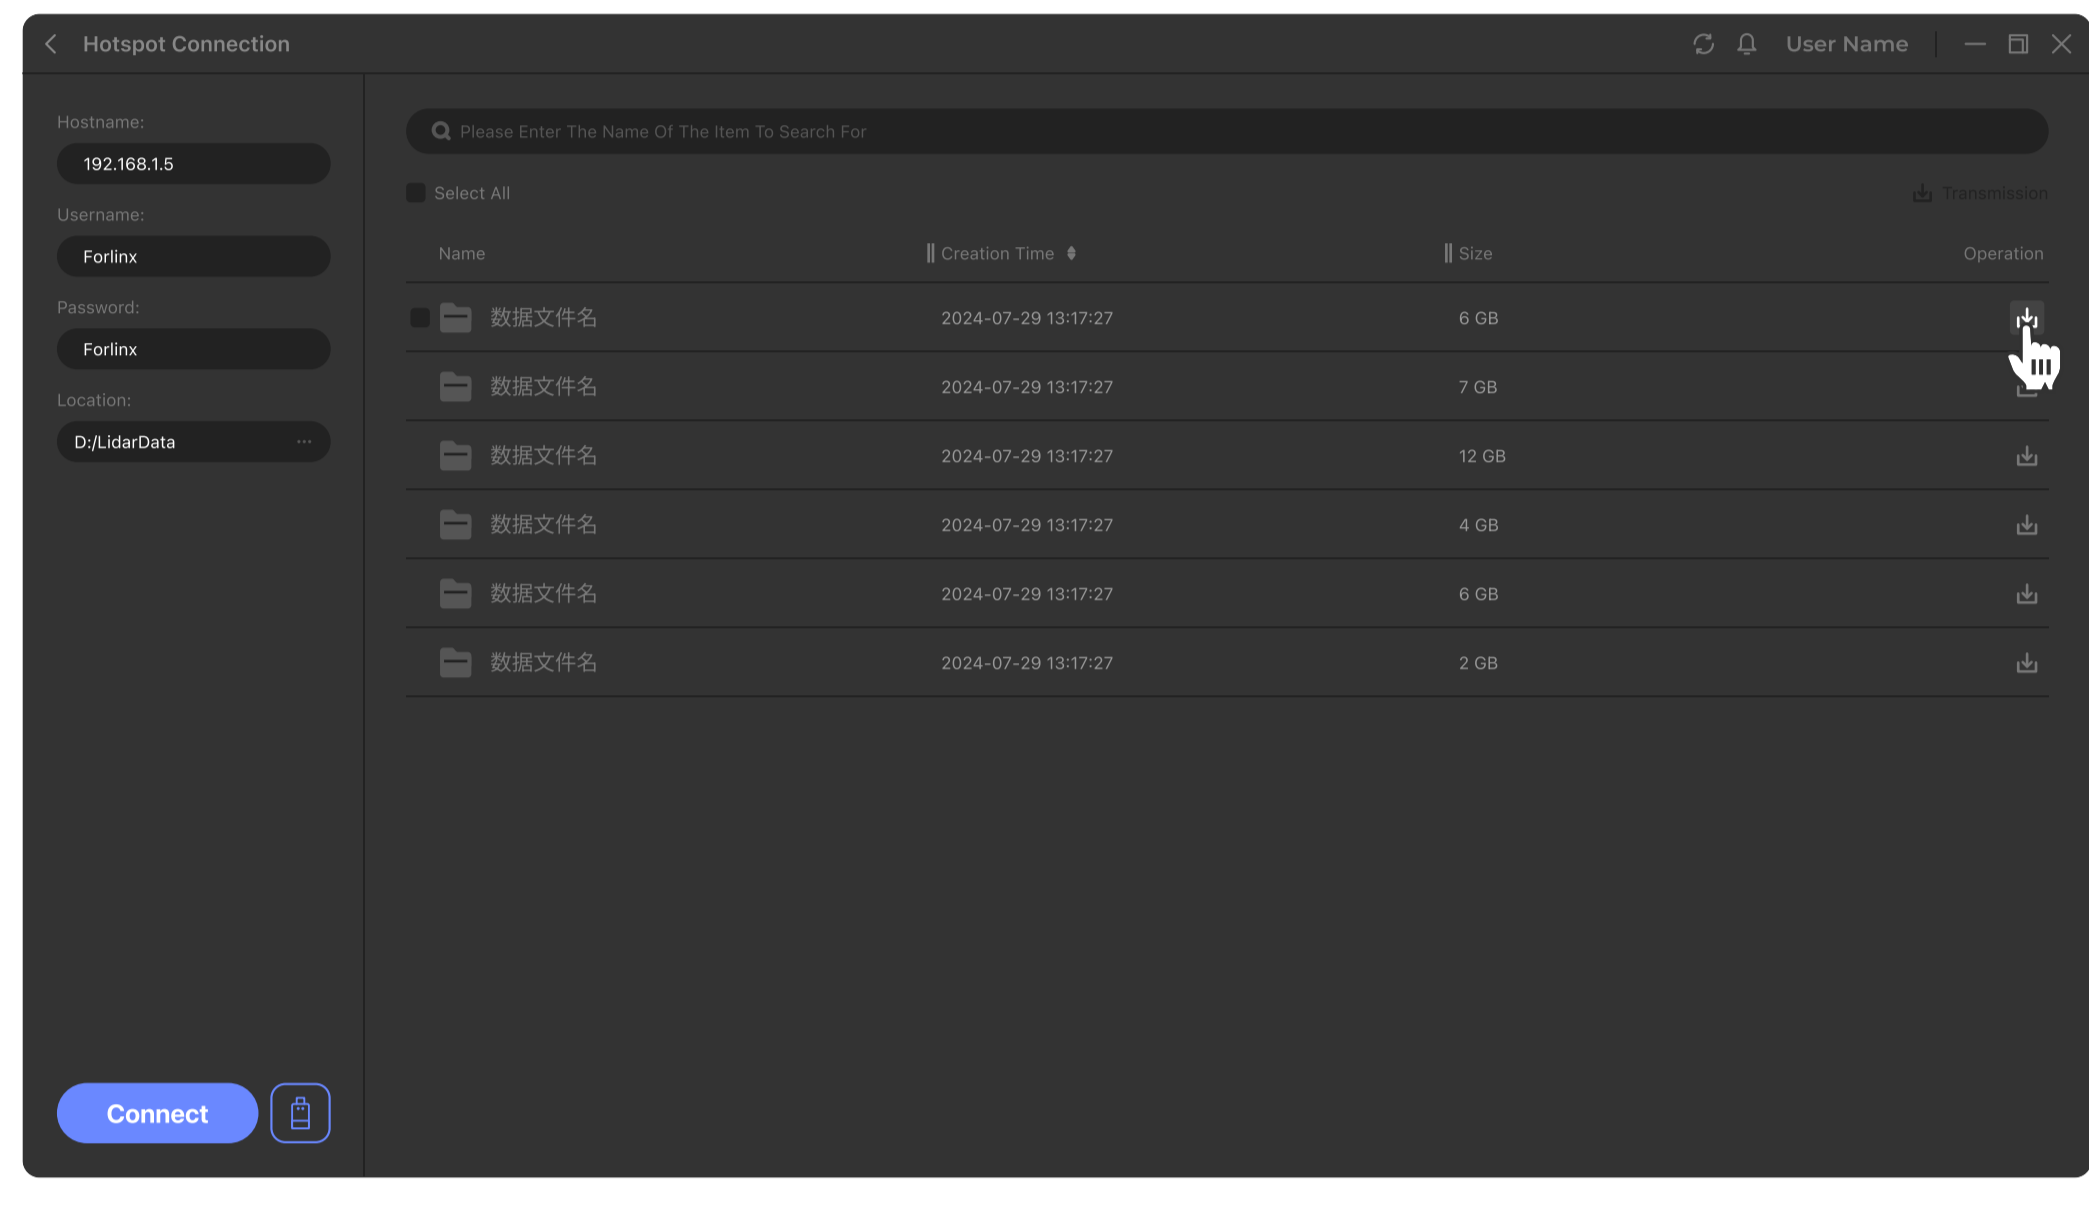 Hotspot Connection
User Name
Hostname:
192.168.1.5
Username:
Forlinx
Password:
Forlinx
Location:
D:/LidarData
...
Connect
Please Enter The Name Of The Item To Search For
Select All
Transmission
Name Creation Time Size Operation
数据文件名 2024-07-29 13:17:27 6 GB
数据文件名 2024-07-29 13:17:27 7 GB
数据文件名 2024-07-29 13:17:27 12 GB
数据文件名 2024-07-29 13:17:27 4 GB
数据文件名 2024-07-29 13:17:27 6 GB
数据文件名 2024-07-29 13:17:27 2 GB